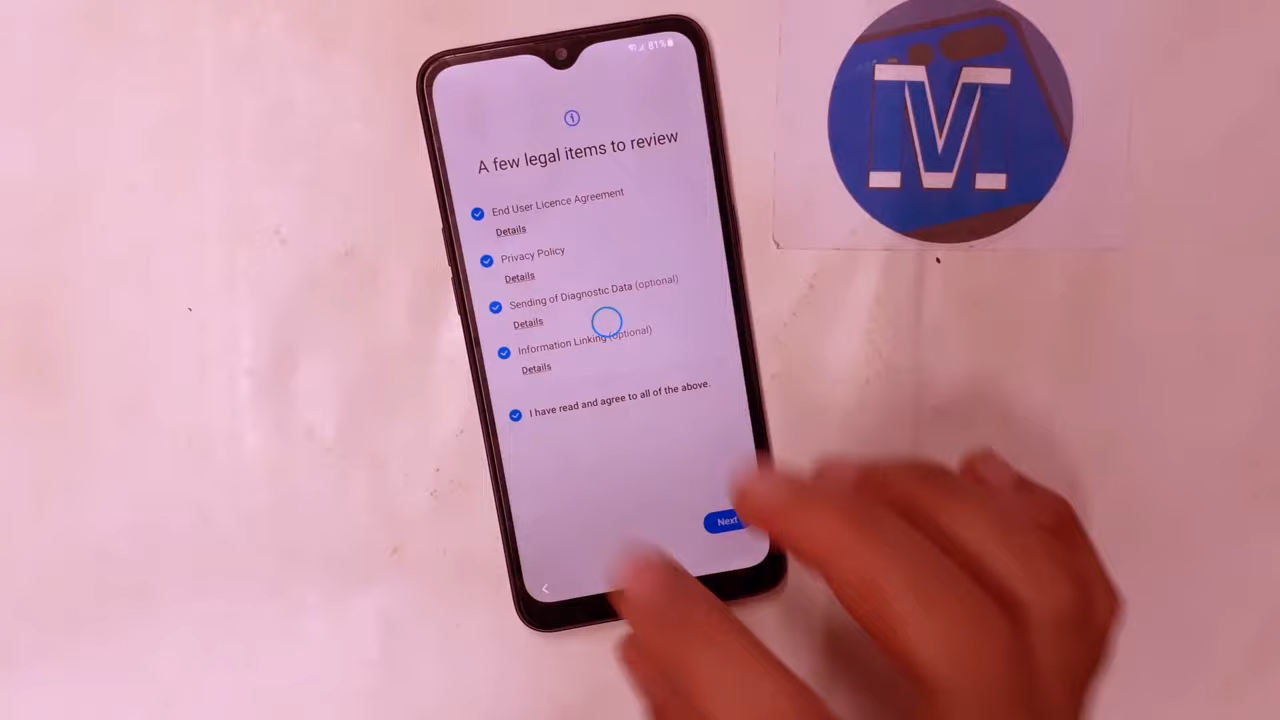 81%
A few legal items to review
End User Licence Agreement
Details
Privacy Policy
Details
Sending of Diagnostic Data (optional)
Details
Information Linking (optional)
Details
I have read and agree to all of the above.
Next
M